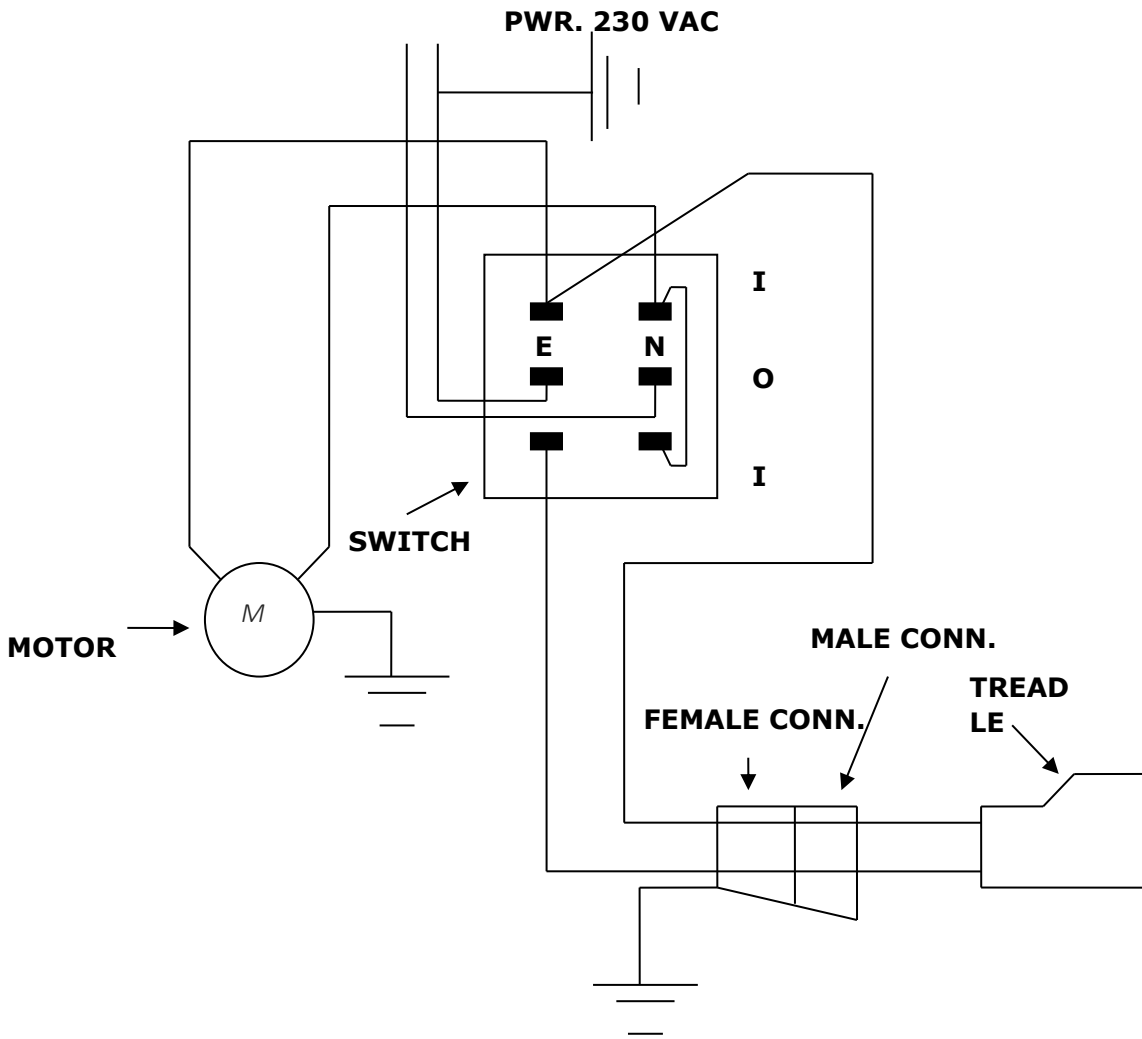 PWR. 230 VAC
I
E
N
O
I
SWITCH
M
MOTOR
MALE CONN.
TREAD
LE
FEMALE CONN.